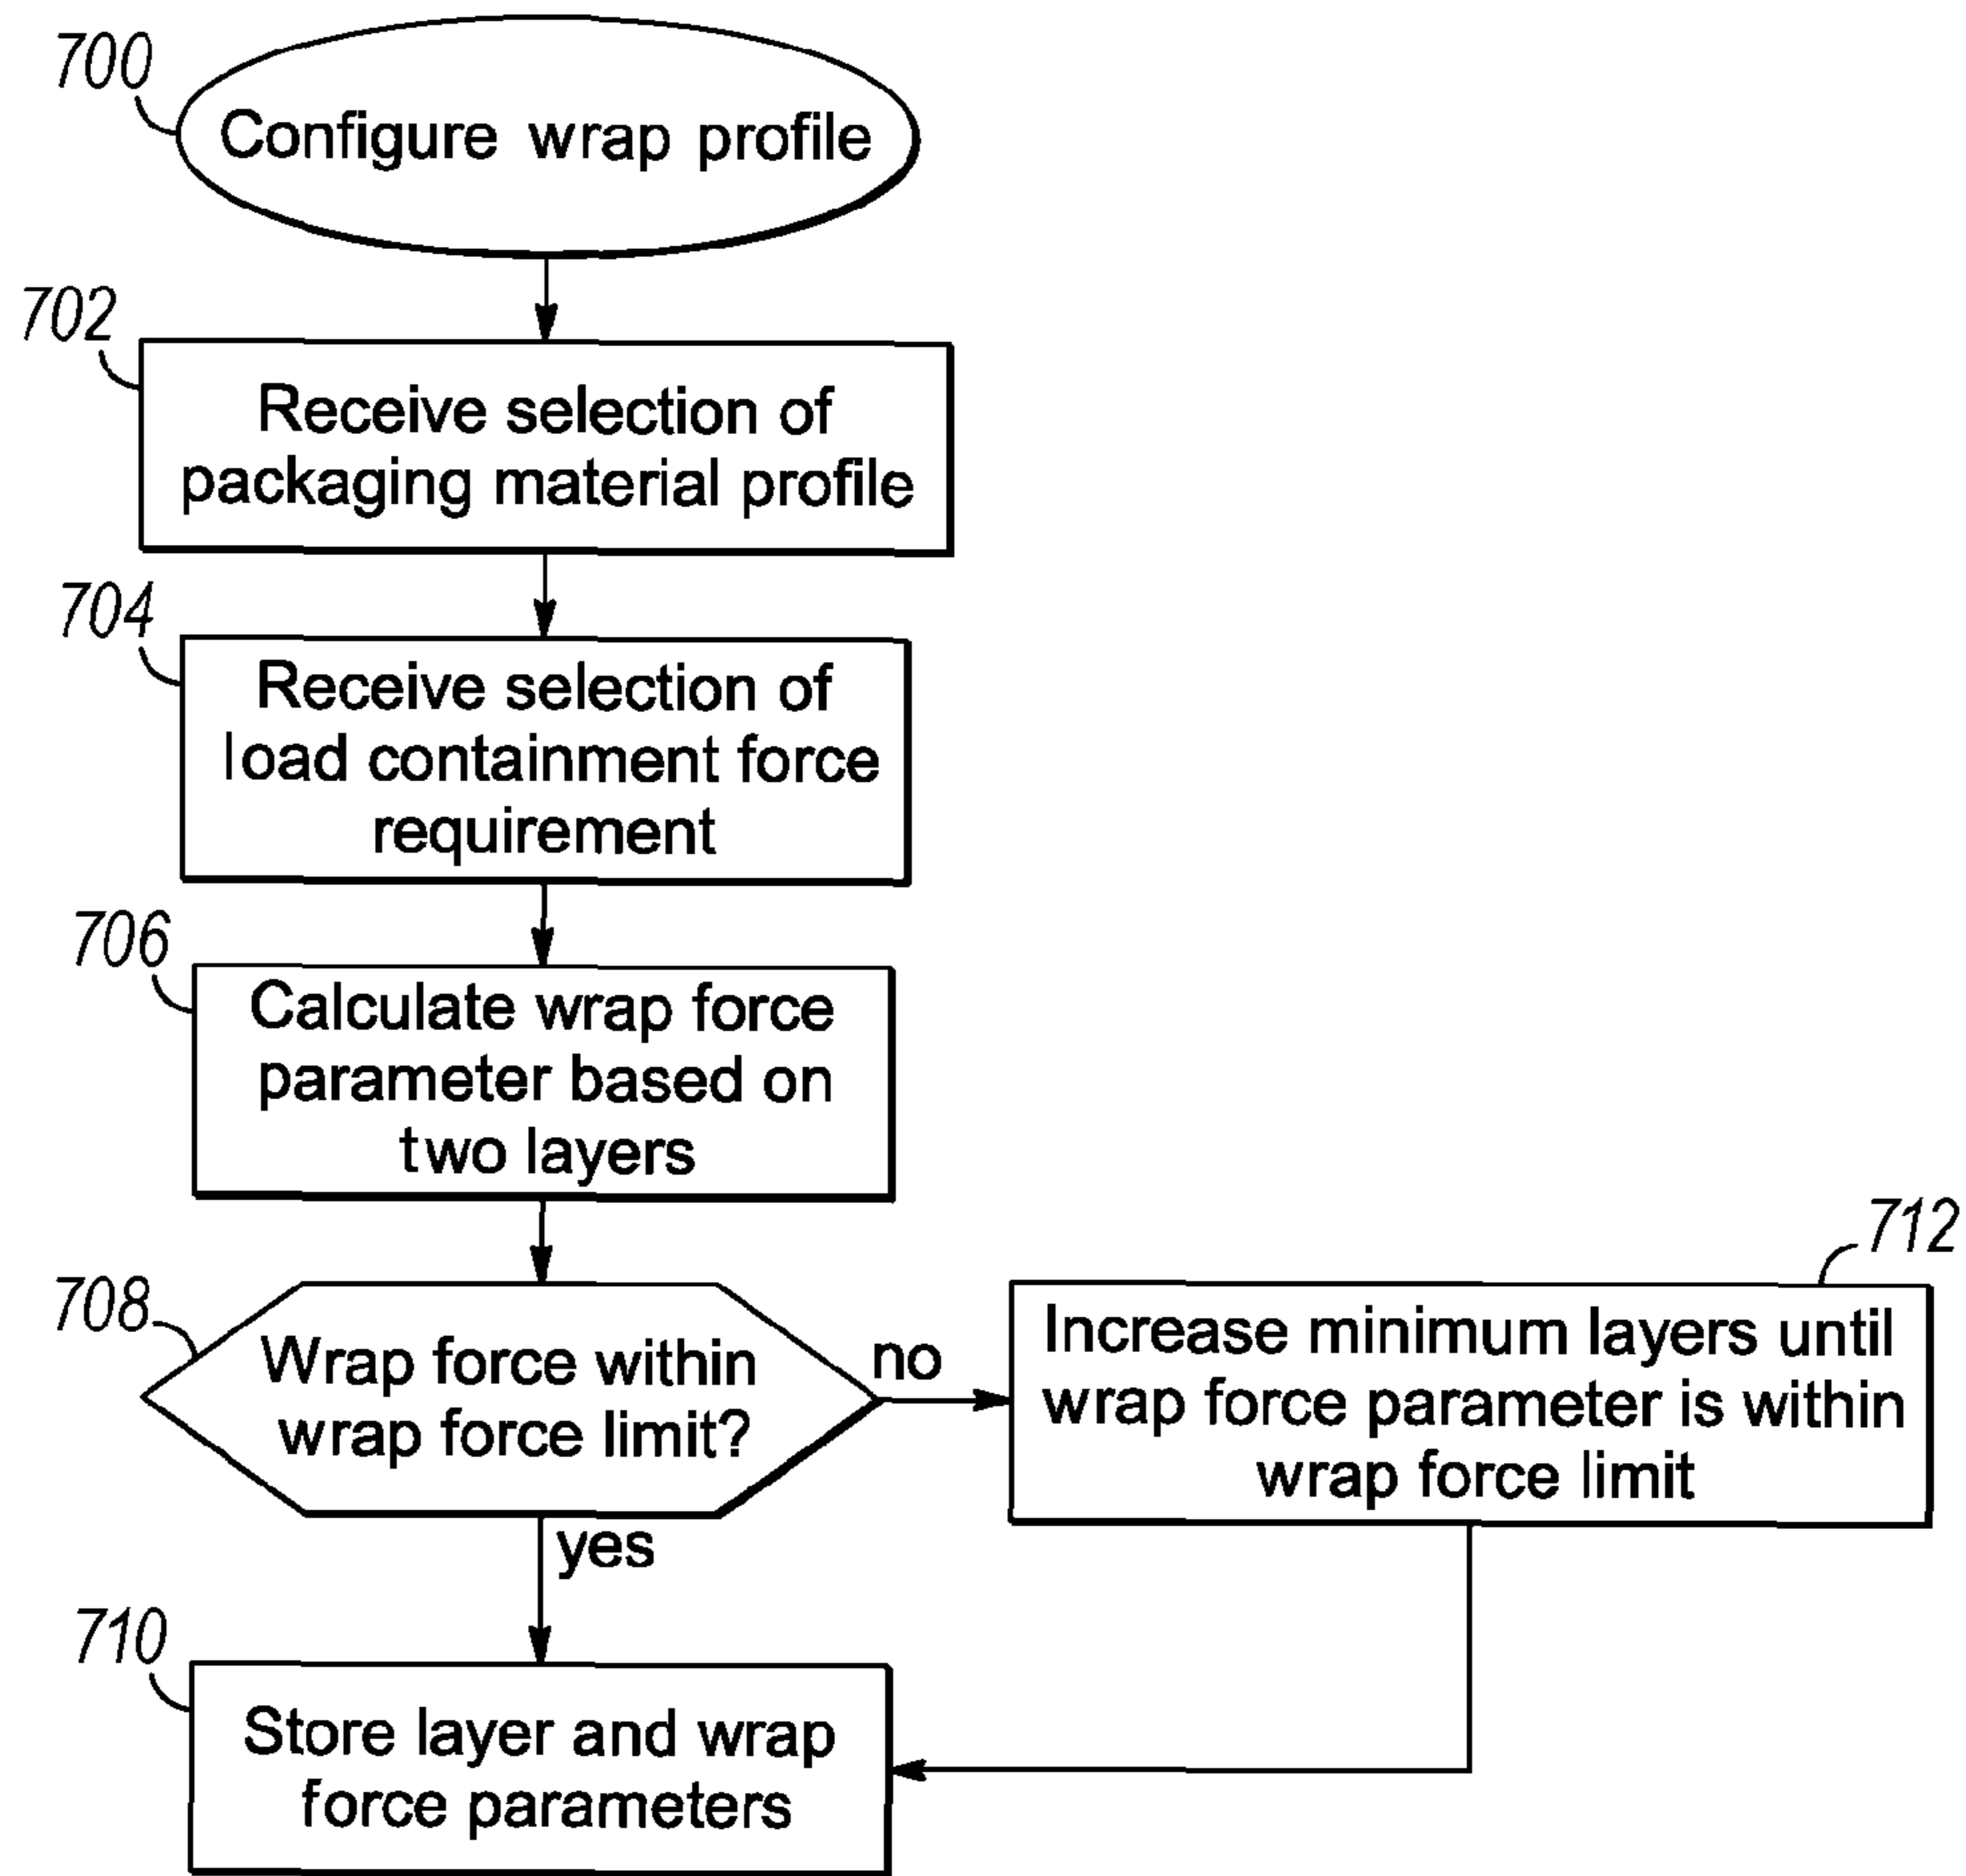 700
Configure wrap profile
702
Receive selection of
packaging material profile
704
Receive selection of
load containment force
requirement
706
Calculate wrap force
parameter based on
two layers
708
Wrap force within
wrap force limit?
no
712
Increase minimum layers until
wrap force parameter is within
wrap force limit
yes
710
Store layer and wrap
force parameters